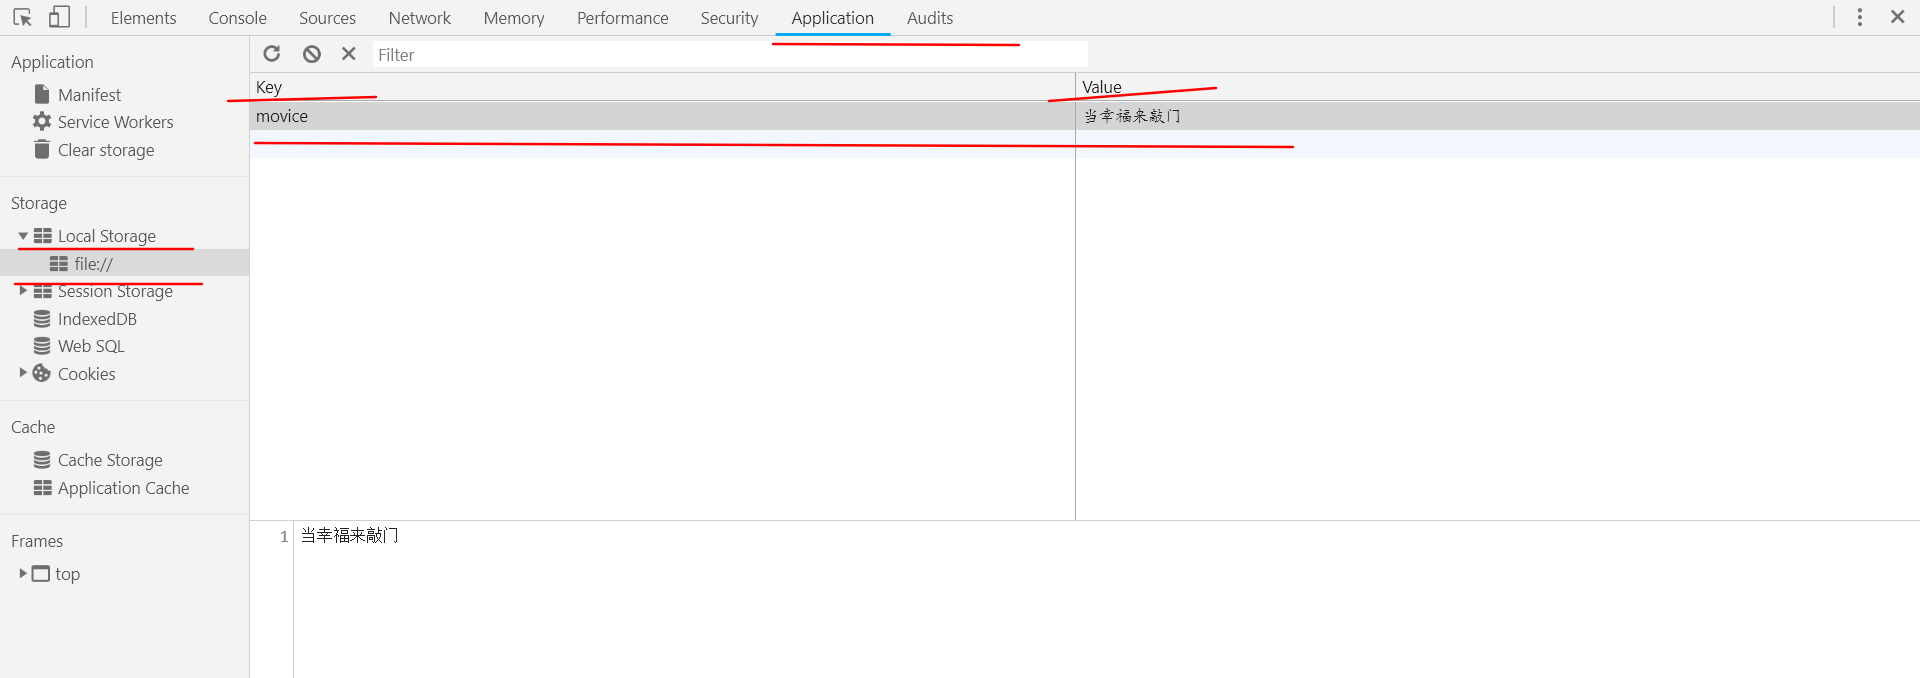 Elements Console Sources Network Memory Performance Security Application Audits
Application
Manifest
Service Workers
Clear storage
Storage
Local Storage
file://
Session Storage
IndexedDB
Web SQL
Cookies
Cache
Cache Storage
Application Cache
Frames
top
Filter
Key Value
movice 当幸福来敲门
1 当幸福来敲门